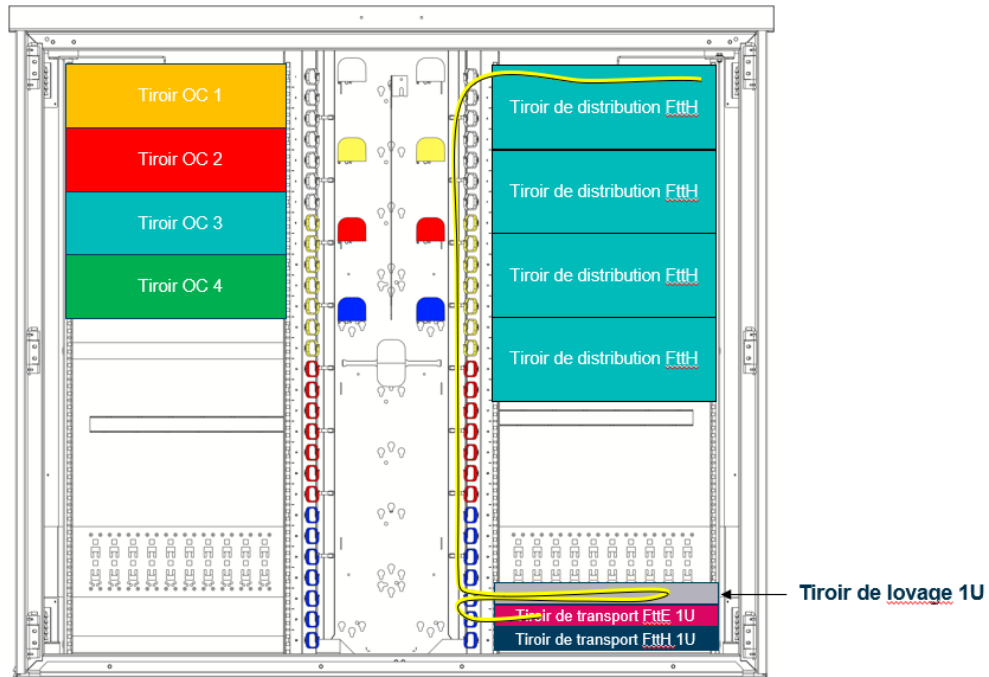 Tiroir OC 1
Tiroir OC 2
Tiroir OC 3
Tiroir OC 4
Tiroir de distribution FttH
Tiroir de distribution FttH
Tiroir de distribution FttH
Tiroir de distribution FttH
Tiroir de lovage 1U
Tiroir de transport FttE 1U
Tiroir de transport FttH 1U